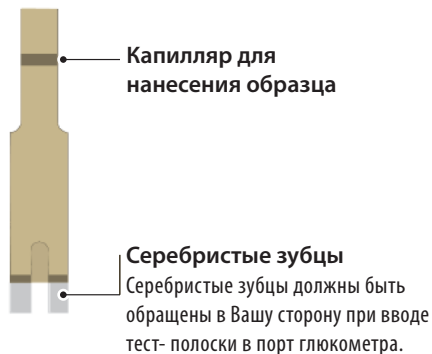 Капилляр для
нанесения образца
Серебристые зубцы
Серебристые зубцы должны быть
обращены в Вашу сторону при вводе
тест- полоски в порт глюкометра.